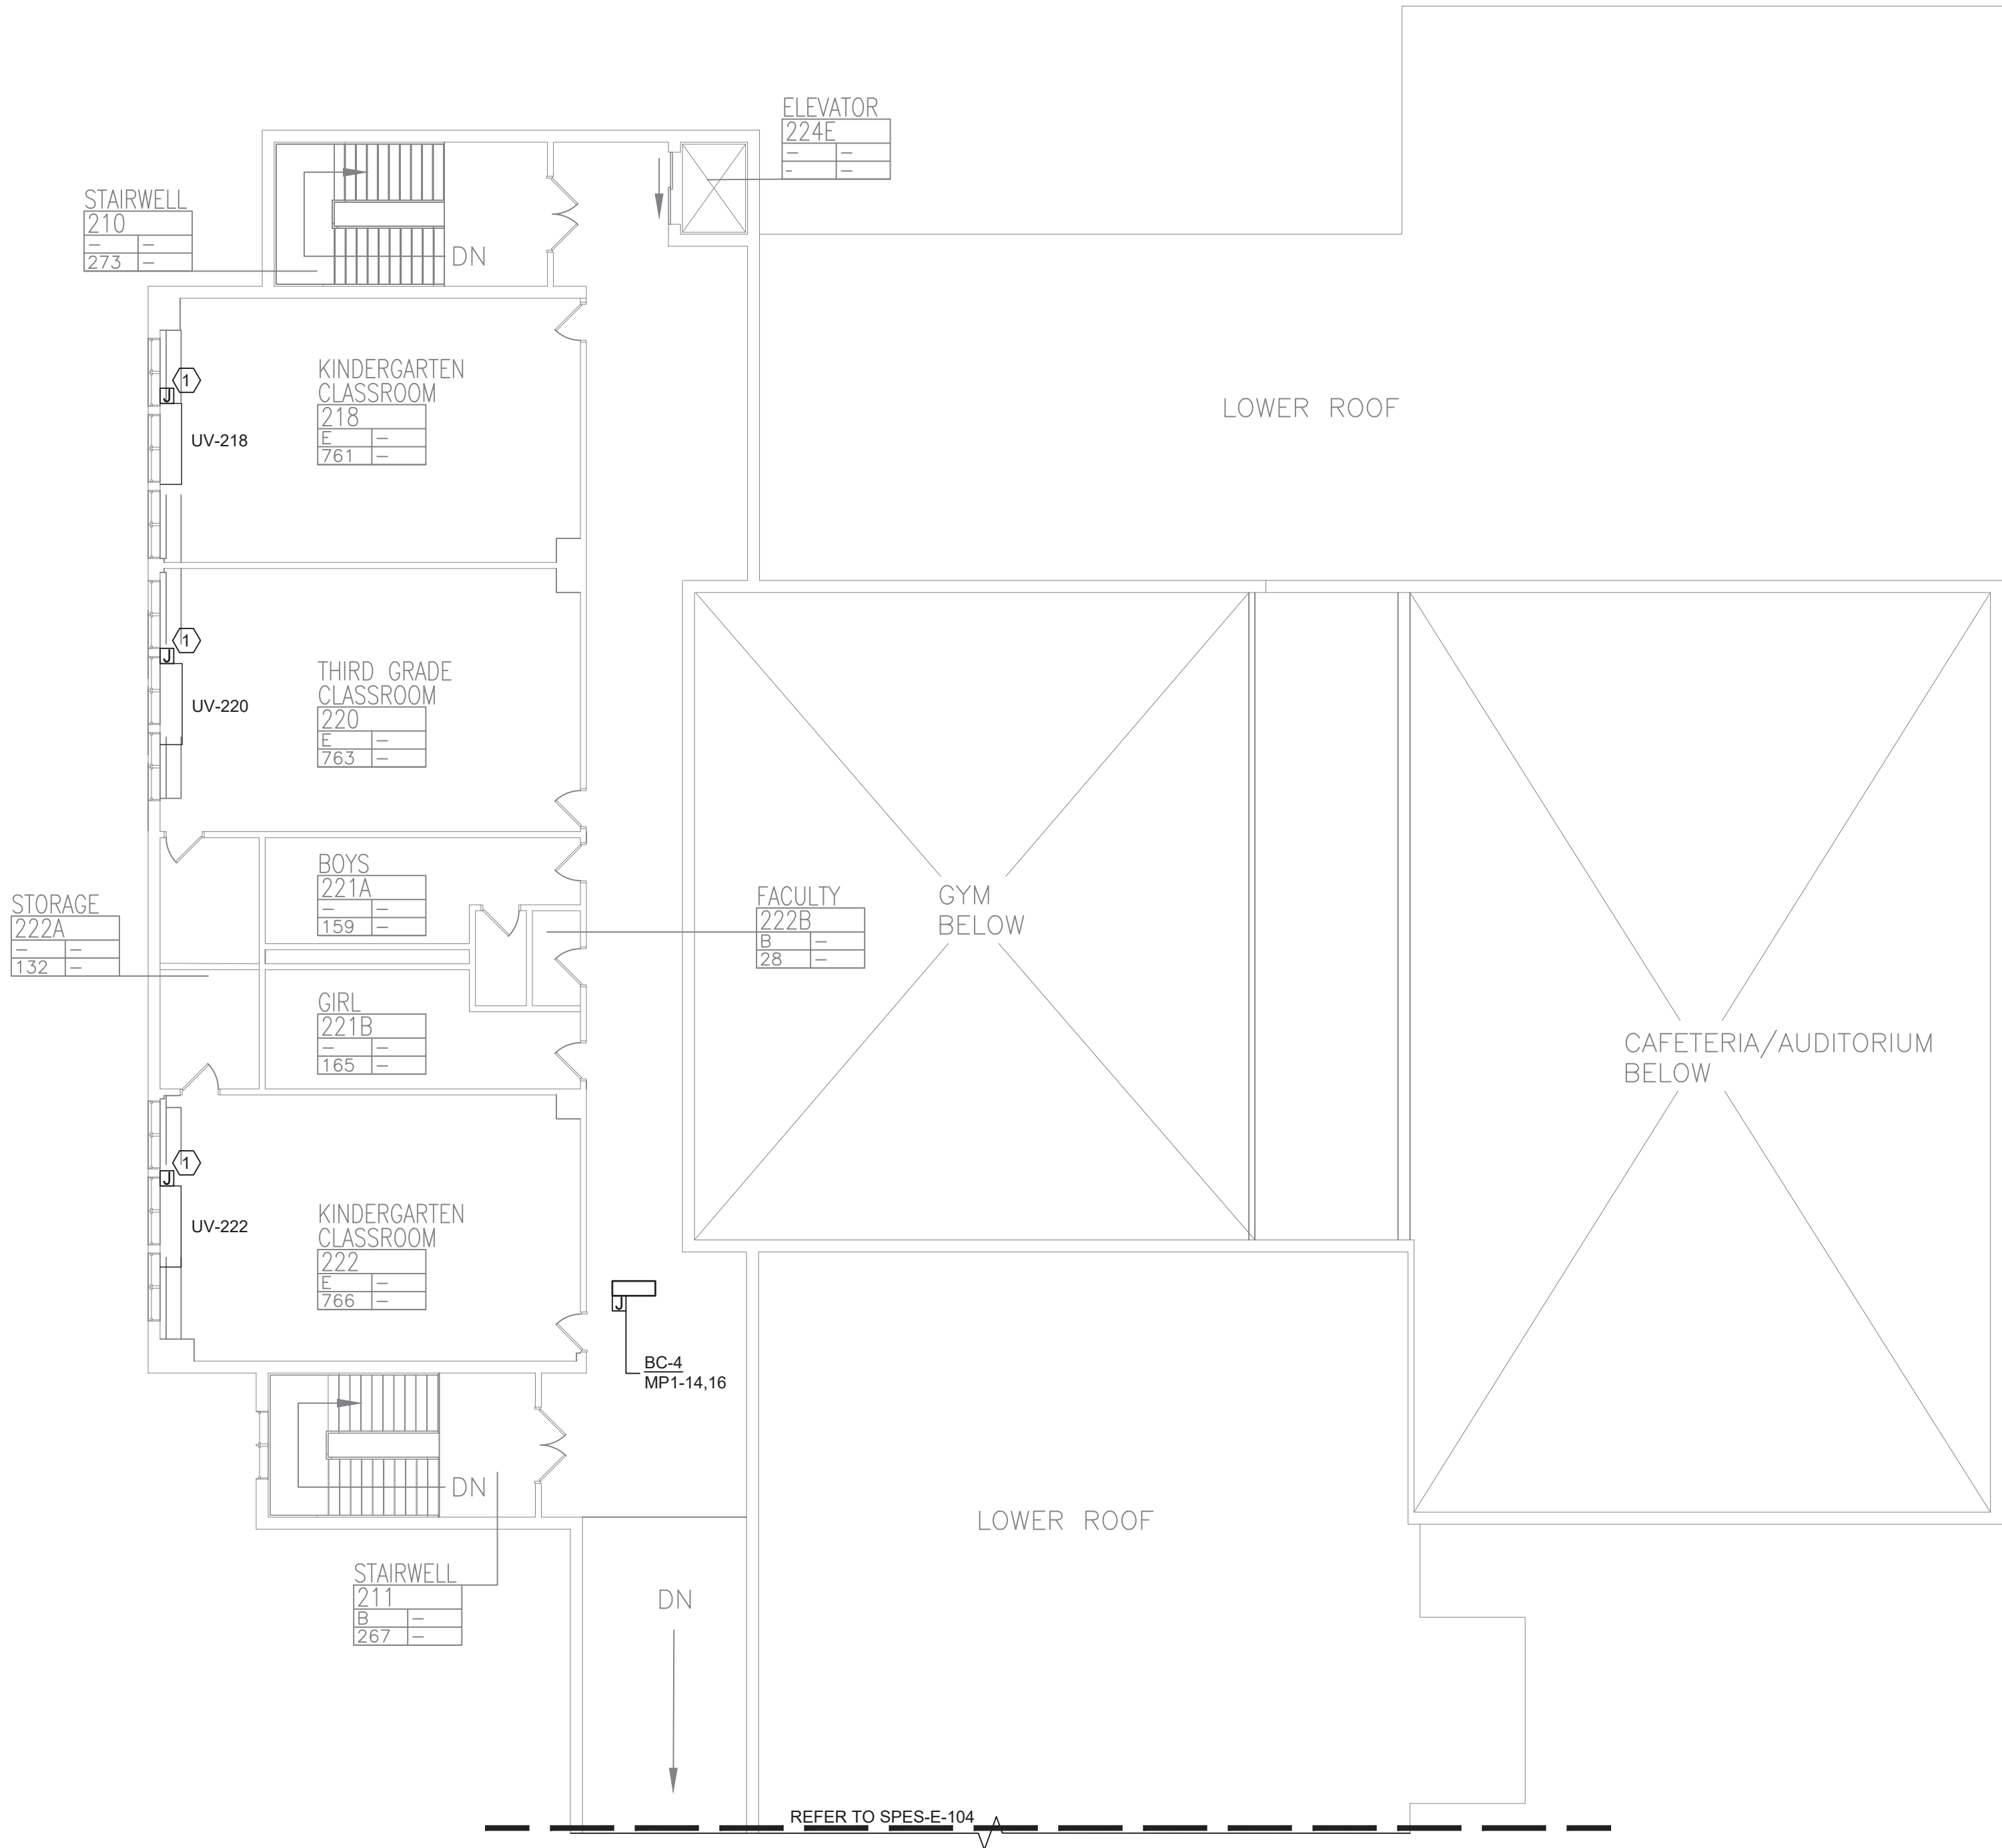 ELEVATOR
224E
- -
- -
STAIRWELL
210
- -
273 -
DN
KINDERGARTEN
CLASSROOM
218
E -
761 -
1
J
UV-218
LOWER ROOF
1
J
UV-220
THIRD GRADE
CLASSROOM
220
E -
763 -
BOYS
221A
- -
159 -
STORAGE
222A
- -
132 -
FACULTY
222B
B -
28 -
GYM
BELOW
GIRL
221B
- -
165 -
CAFETERIA/AUDITORIUM
BELOW
1
J
UV-222
KINDERGARTEN
CLASSROOM
222
E -
766 -
J
BC-4
MP1-14,16
DN
LOWER ROOF
STAIRWELL
211
B -
267 -
DN
REFER TO SPES-E-104